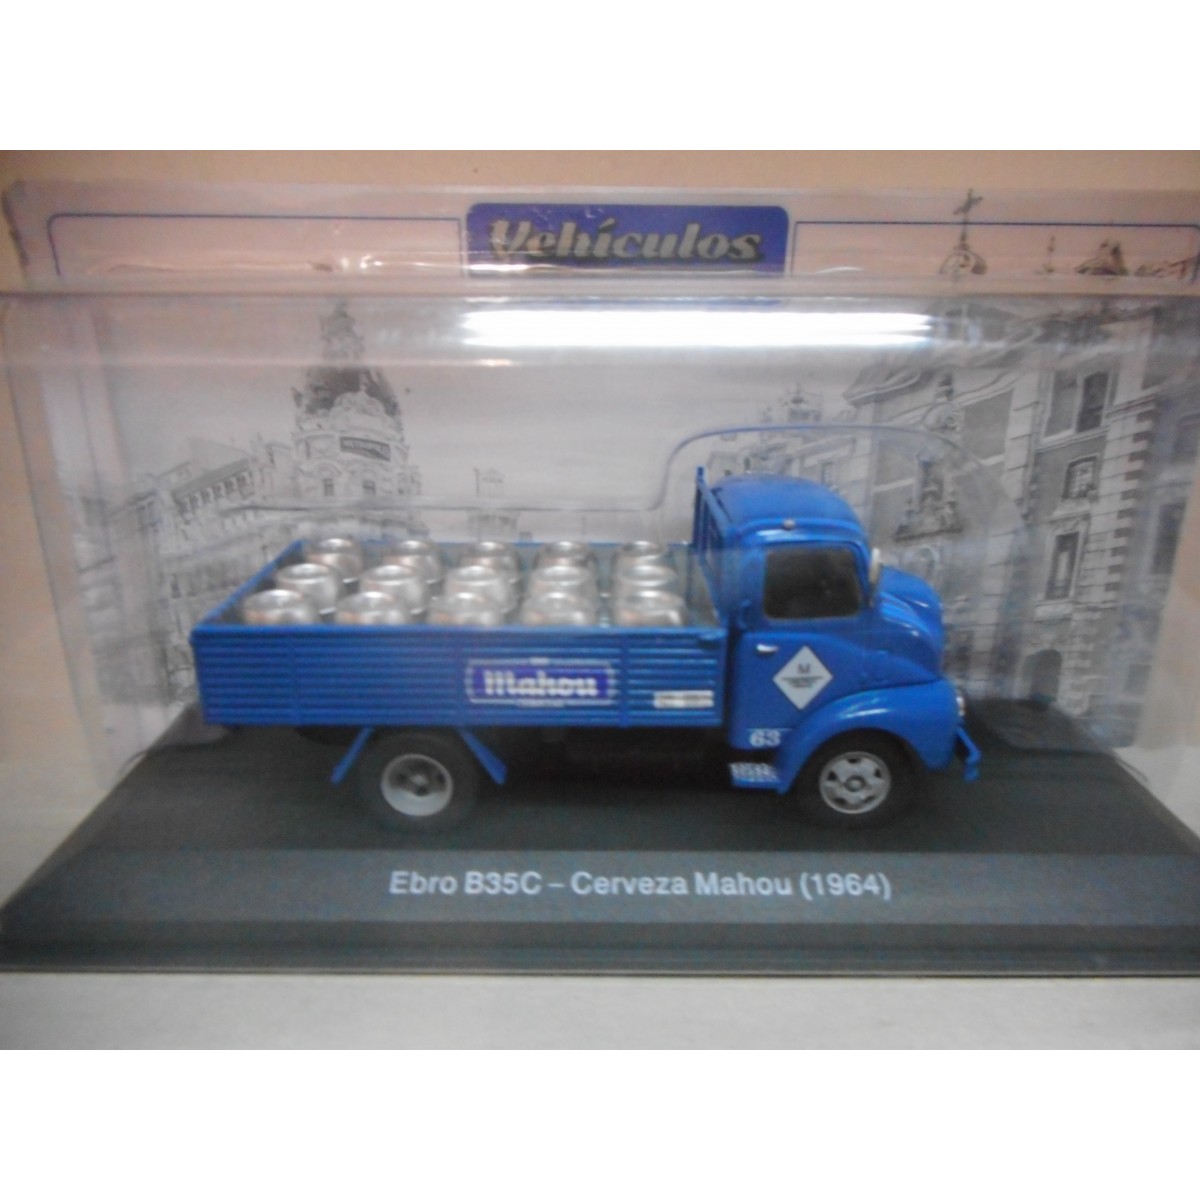 Vehículos
Mahou
M
63
Ebro B35C – Cerveza Mahou (1964)